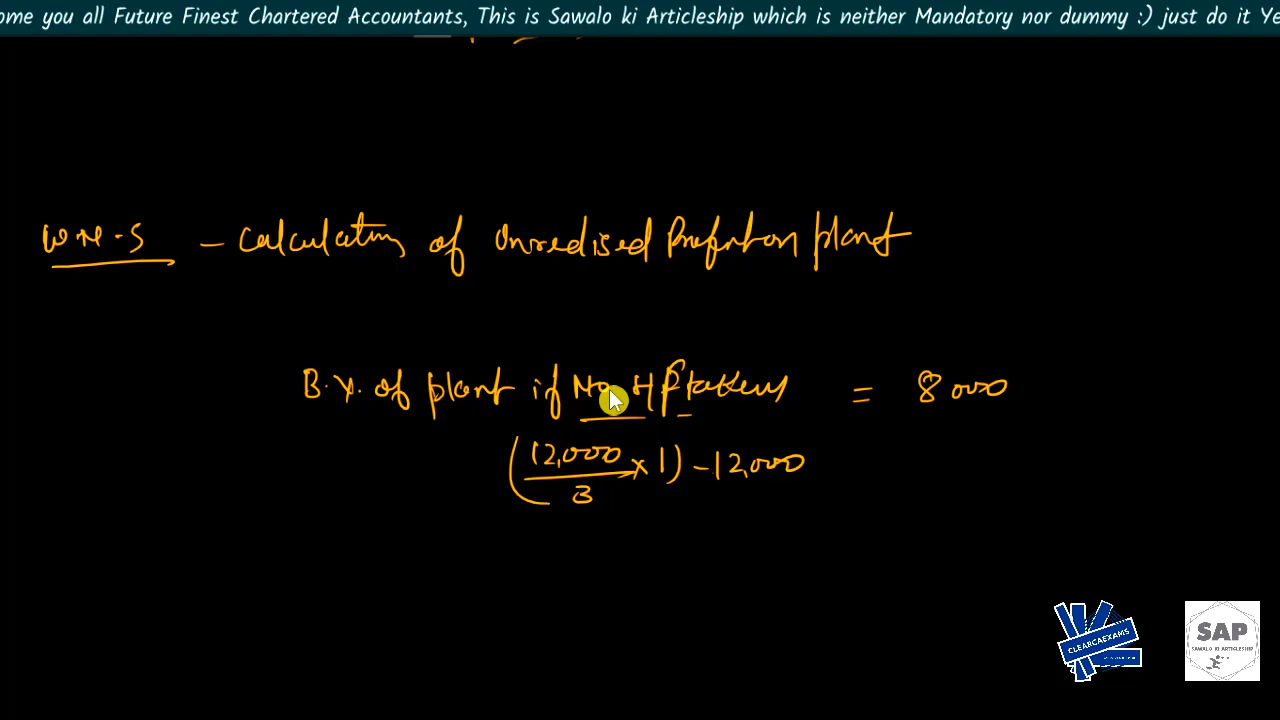 ome you all Future Finest Chartered Accountants, This is Sawalo ki Articleship which is neither Mandatory nor dummy :) just do it Ye
W.N-5 - Calculation of Unrealised Profit on plant
B.V. of plant if No H/F taken = 8000
(12,000/3 × 1) - 12,000
CLEARCAEXAMS
SAP
SAWALO KI ARTICLESHIP